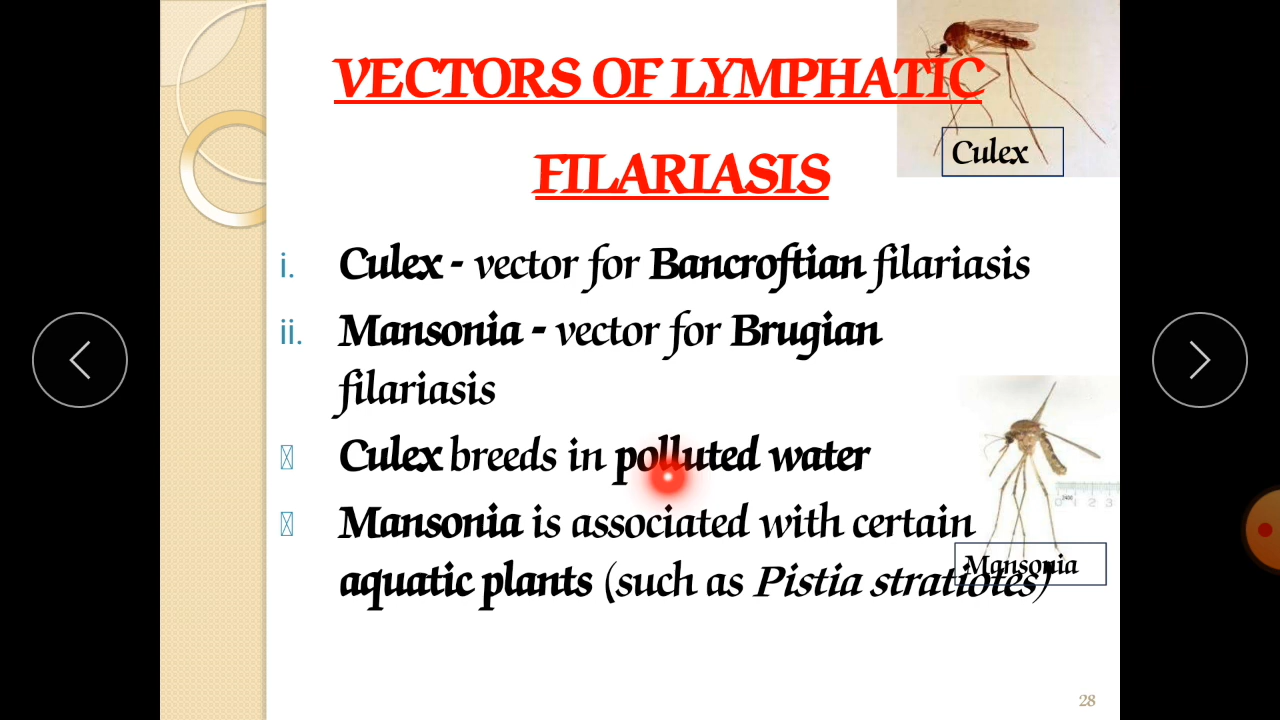 VECTORS OF LYMPHATIC
FILARIASIS
Culex
i. Culex - vector for Bancroftian filariasis
ii. Mansonia - vector for Brugian
filariasis
Culex breeds in polluted water
Mansonia is associated with certain
aquatic plants (such as Pistia stratiotes)
Mansonia
28